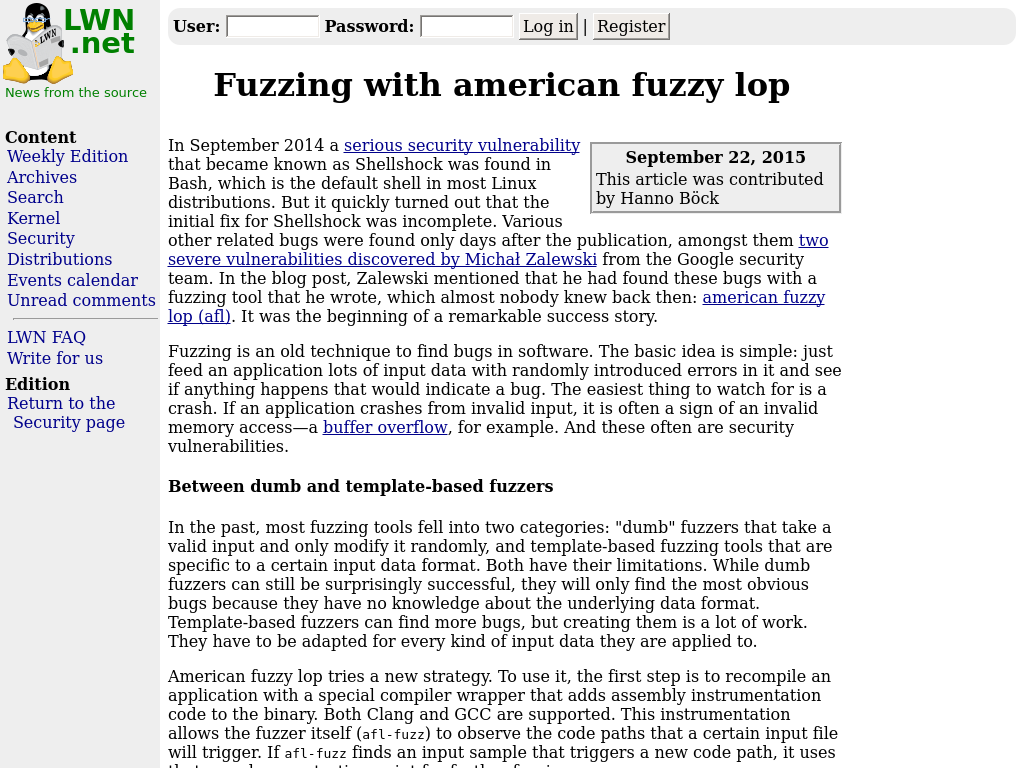 LWN
.net
News from the source
Content
Weekly Edition
Archives
Search
Kernel
Security
Distributions
Events calendar
Unread comments
LWN FAQ
Write for us
Edition
Return to the
Security page
User: Password: Log in | Register
Fuzzing with american fuzzy lop
September 22, 2015
This article was contributed
by Hanno Böck
In September 2014 a serious security vulnerability
that became known as Shellshock was found in
Bash, which is the default shell in most Linux
distributions. But it quickly turned out that the
initial fix for Shellshock was incomplete. Various
other related bugs were found only days after the publication, amongst them two
severe vulnerabilities discovered by Michał Zalewski from the Google security
team. In the blog post, Zalewski mentioned that he had found these bugs with a
fuzzing tool that he wrote, which almost nobody knew back then: american fuzzy
lop (afl). It was the beginning of a remarkable success story.
Fuzzing is an old technique to find bugs in software. The basic idea is simple: just
feed an application lots of input data with randomly introduced errors in it and see
if anything happens that would indicate a bug. The easiest thing to watch for is a
crash. If an application crashes from invalid input, it is often a sign of an invalid
memory access—a buffer overflow, for example. And these often are security
vulnerabilities.
Between dumb and template-based fuzzers
In the past, most fuzzing tools fell into two categories: "dumb" fuzzers that take a
valid input and only modify it randomly, and template-based fuzzing tools that are
specific to a certain input data format. Both have their limitations. While dumb
fuzzers can still be surprisingly successful, they will only find the most obvious
bugs because they have no knowledge about the underlying data format.
Template-based fuzzers can find more bugs, but creating them is a lot of work.
They have to be adapted for every kind of input data they are applied to.
American fuzzy lop tries a new strategy. To use it, the first step is to recompile an
application with a special compiler wrapper that adds assembly instrumentation
code to the binary. Both Clang and GCC are supported. This instrumentation
allows the fuzzer itself (afl-fuzz) to observe the code paths that a certain input file
will trigger. If afl-fuzz finds an input sample that triggers a new code path, it uses